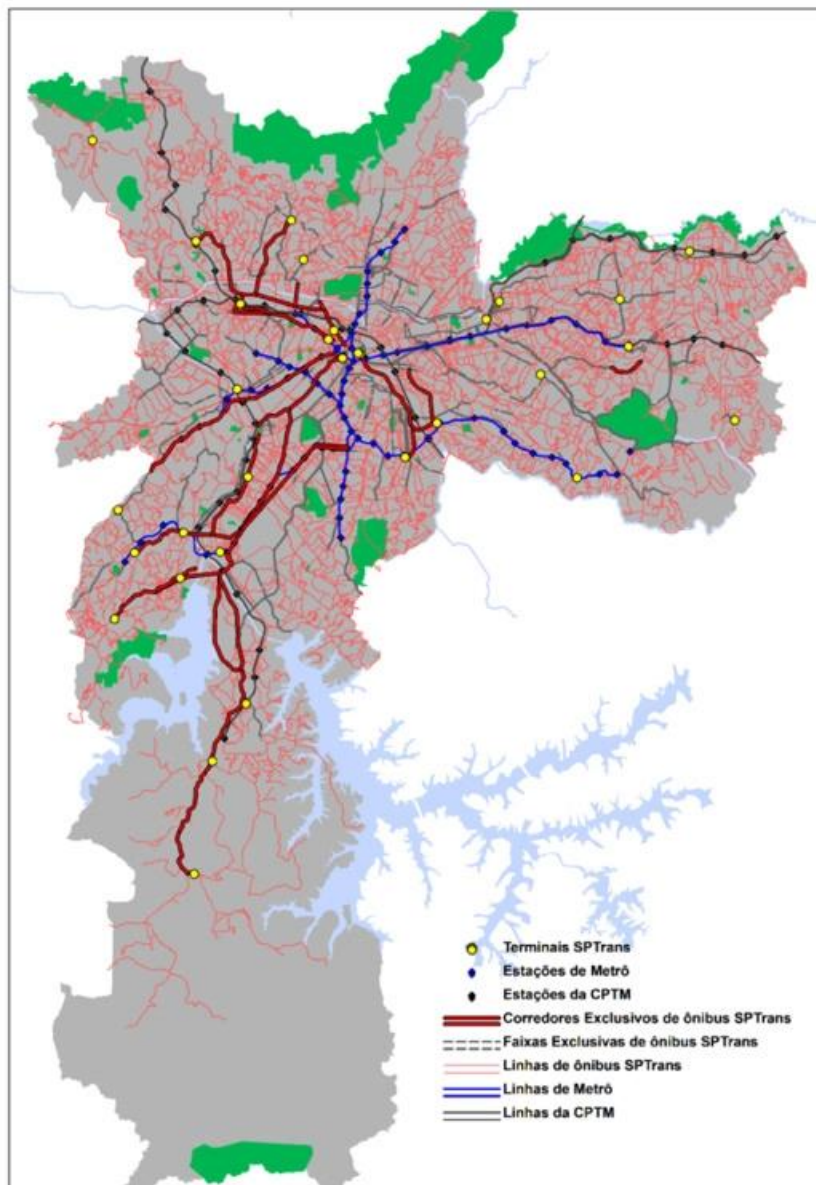 Terminais SPTrans
Estações de Metrô
Estações da CPTM
Corredores Exclusivos de ônibus SPTrans
Faixas Exclusivas de ônibus SPTrans
Linhas de ônibus SPTrans
Linhas de Metrô
Linhas da CPTM